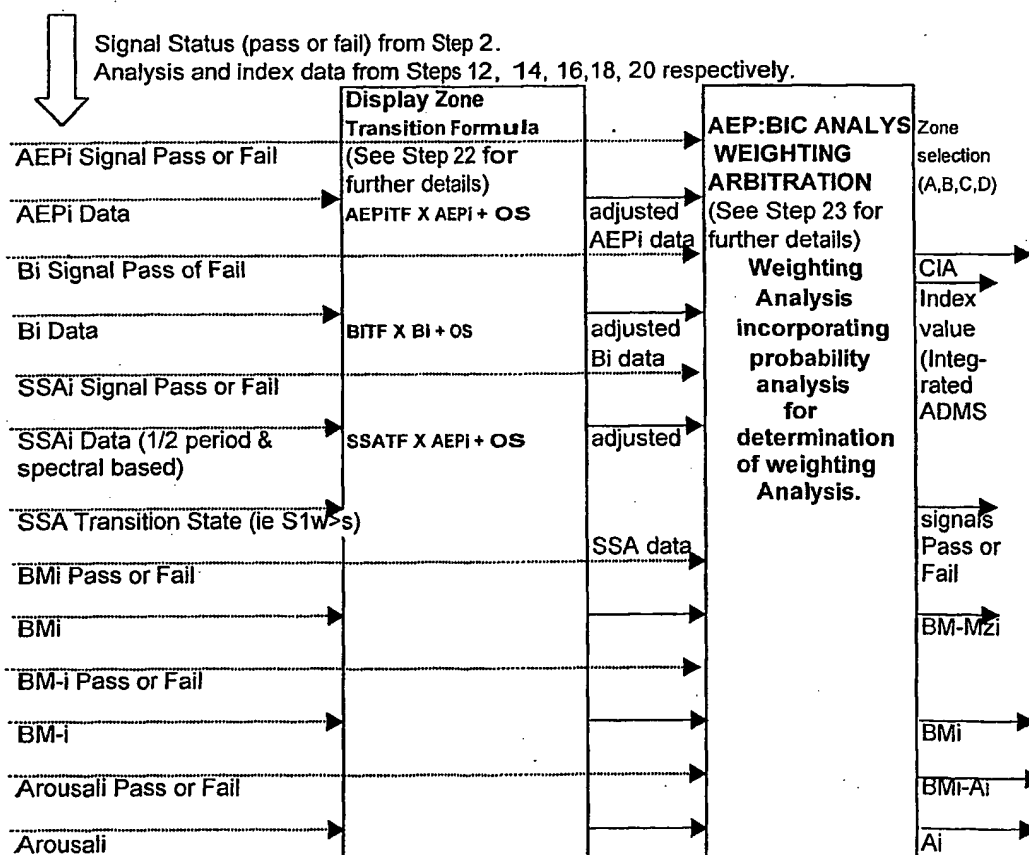 Signal Status (pass or fail) from Step 2.
Analysis and index data from Steps 12, 14, 16,18, 20 respectively.
Display Zone
Transition Formula
(See Step 22 for
further details)
AEPiTF X AEPi + OS
BITF X Bi + OS
SSATF X AEPi + OS
AEP:BIC ANALYS
WEIGHTING
ARBITRATION
(See Step 23 for
further details)
Weighting
Analysis
incorporating
probability
analysis
for
determination
of weighting
Analysis.
Zone
selection
(A,B,C,D)
AEPi Signal Pass or Fail
AEPi Data
adjusted
AEPi data
Bi Signal Pass of Fail
Bi Data
adjusted
Bi data
SSAi Signal Pass or Fail
SSAi Data (1/2 period &
spectral based)
adjusted
SSA Transition State (ie S1w>s)
SSA data
BMi Pass or Fail
BMi
BM-i Pass or Fail
BM-i
Arousali Pass or Fail
Arousali
CIA
Index
value
(Integ-
rated
ADMS
signals
Pass or
Fail
BM-Mzi
BMi
BMi-Ai
Ai